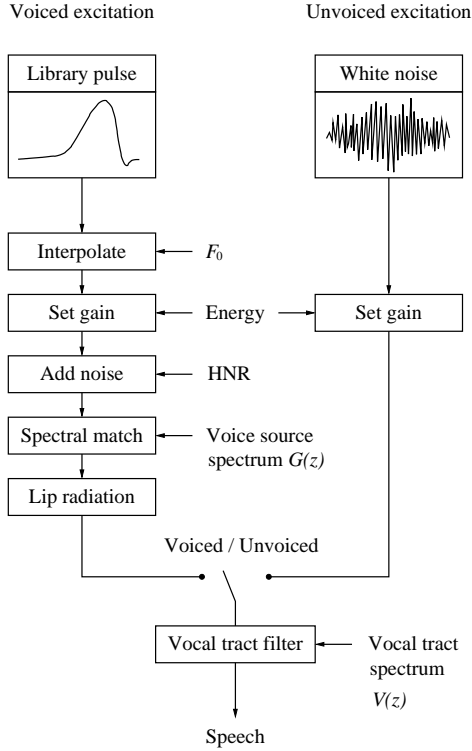 Voiced excitation
Unvoiced excitation
Library pulse
White noise
Interpolate
F₀
Set gain
Energy
Set gain
Add noise
HNR
Spectral match
Voice source
spectrum G(z)
Lip radiation
Voiced / Unvoiced
Vocal tract filter
Vocal tract
spectrum
V(z)
Speech